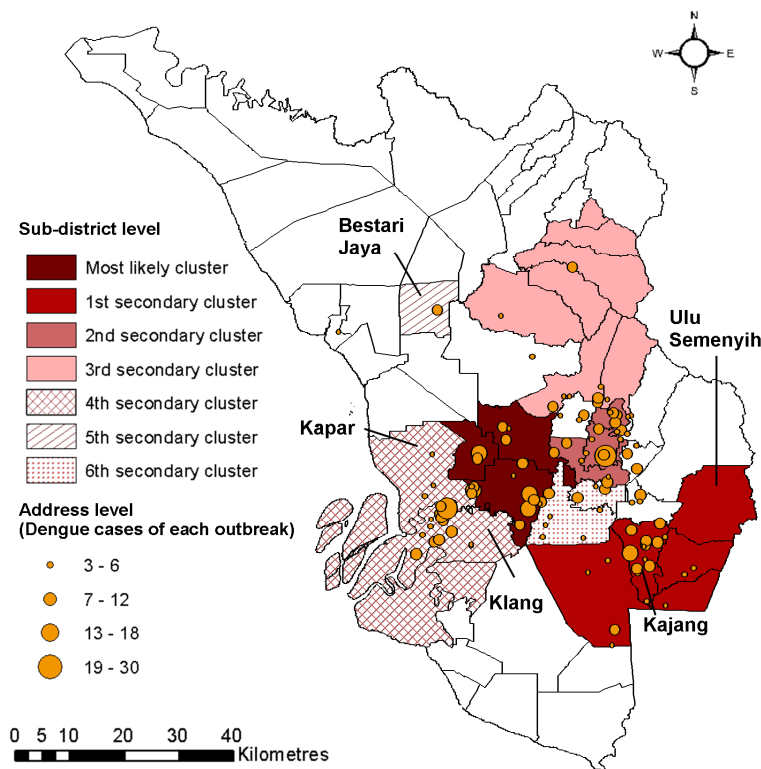 N
W E
S
Bestari
Jaya
Sub-district level
Most likely cluster
1st secondary cluster
2nd secondary cluster
3rd secondary cluster
4th secondary cluster
5th secondary cluster
6th secondary cluster
Ulu
Semenyih
Kapar
Address level
(Dengue cases of each outbreak)
3 - 6
7 - 12
13 - 18
19 - 30
Klang
Kajang
0 5 10 20 30 40
Kilometres